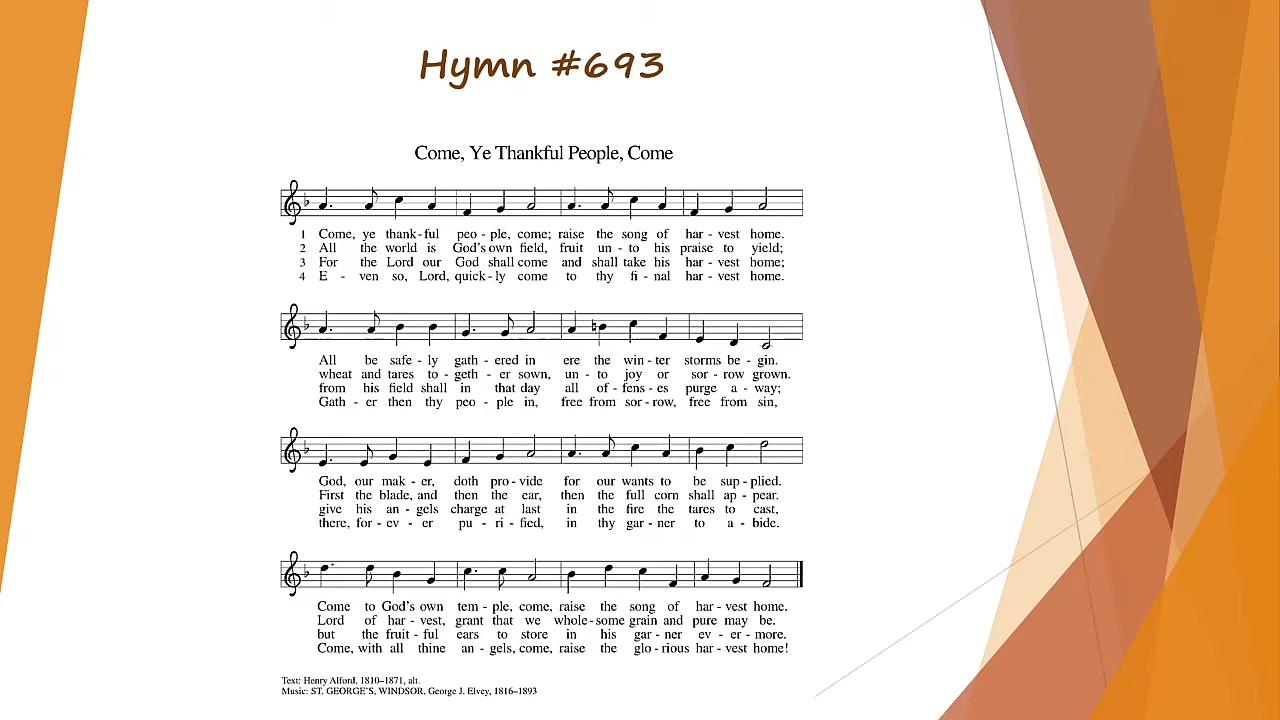 Hymn #693
Come, Ye Thankful People, Come
1 Come, ye thank - ful peo - ple, come; raise the song of har - vest home.
2 All the world is God's own field, fruit un - to his praise to yield;
3 For the Lord our God shall come and shall take his har - vest home;
4 E - ven so, Lord, quick - ly come to thy fi - nal har - vest home.
All be safe - ly gath - ered in ere the win - ter storms be - gin.
wheat and tares to - geth - er sown, un - to joy or sor - row grown.
from his field shall in that day all of - fens - es purge a - way;
Gath - er then thy peo - ple in, free from sor - row, free from sin,
God, our mak - er, doth pro - vide for our wants to be sup - plied.
First the blade, and then the ear, then the full corn shall ap - pear.
give his an - gels charge at last in the fire the tares to cast,
there, for - ev - er pu - ri - fied, in thy gar - ner to a - bide.
Come to God's own tem - ple, come, raise the song of har - vest home.
Lord of har - vest, grant that we whole - some grain and pure may be.
but the fruit - ful ears to store in his gar - ner ev - er - more.
Come, with all thine an - gels, come, raise the glo - rious har - vest home!
Text: Henry Alford, 1810–1871, alt.
Music: ST. GEORGE'S, WINDSOR, George J. Elvey, 1816–1893